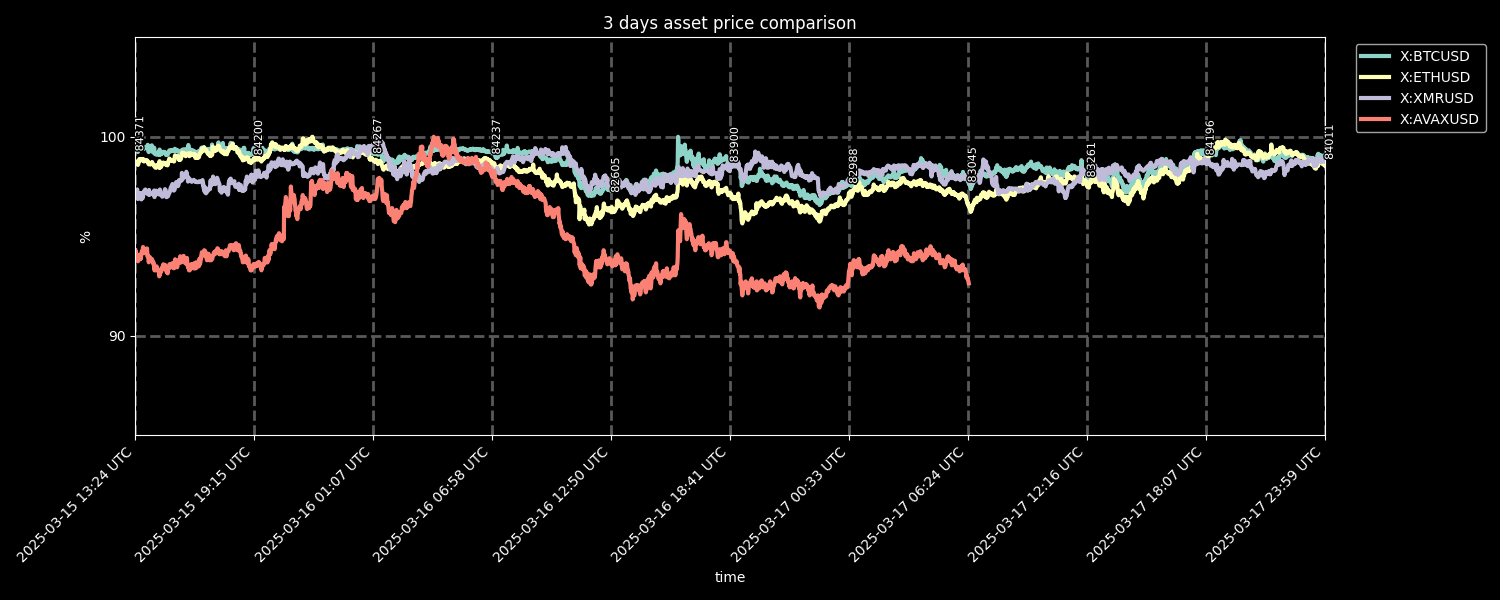 3 days asset price comparison
X:BTCUSD
X:ETHUSD
X:XMRUSD
X:AVAXUSD
100
90
%
84371
84200
84267
84237
82605
83900
82988
83045
83261
84196
84011
2025-03-15 13:24 UTC
2025-03-15 19:15 UTC
2025-03-16 01:07 UTC
2025-03-16 06:58 UTC
2025-03-16 12:50 UTC
2025-03-16 18:41 UTC
2025-03-17 00:33 UTC
2025-03-17 06:24 UTC
2025-03-17 12:16 UTC
2025-03-17 18:07 UTC
2025-03-17 23:59 UTC
time